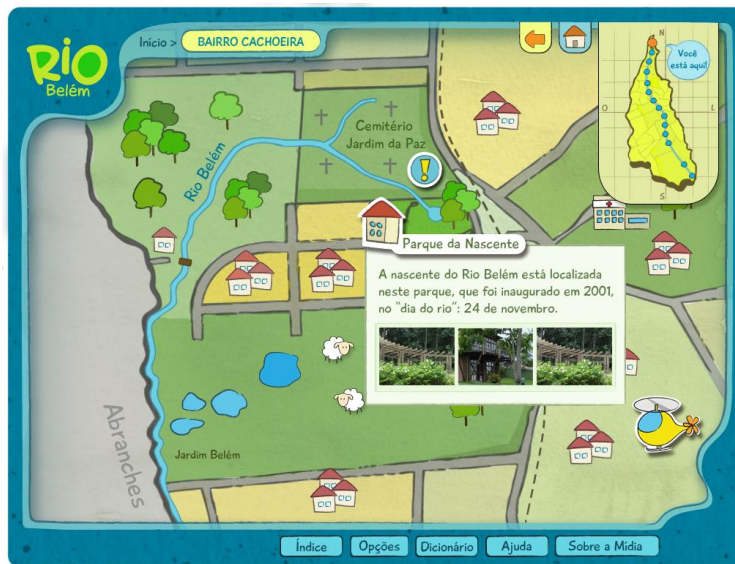 RIO
Belém
Início > BAIRRO CACHOEIRA
N
Você
está aqui!
O
L
S
Rio Belém
Cemitério
Jardim da Paz
!
Parque da Nascente
A nascente do Rio Belém está localizada
neste parque, que foi inaugurado em 2001,
no "dia do rio": 24 de novembro.
Abranches
Jardim Belém
Índice
Opções
Dicionário
Ajuda
Sobre a Mídia